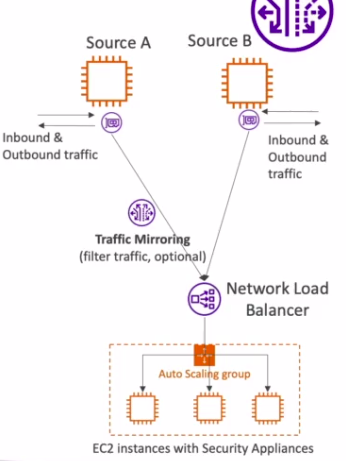 Source A
Source B
Inbound &
Outbound traffic
Inbound &
Outbound
traffic
Traffic Mirroring
(filter traffic, optional)
Network Load
Balancer
Auto Scaling group
EC2 instances with Security Appliances